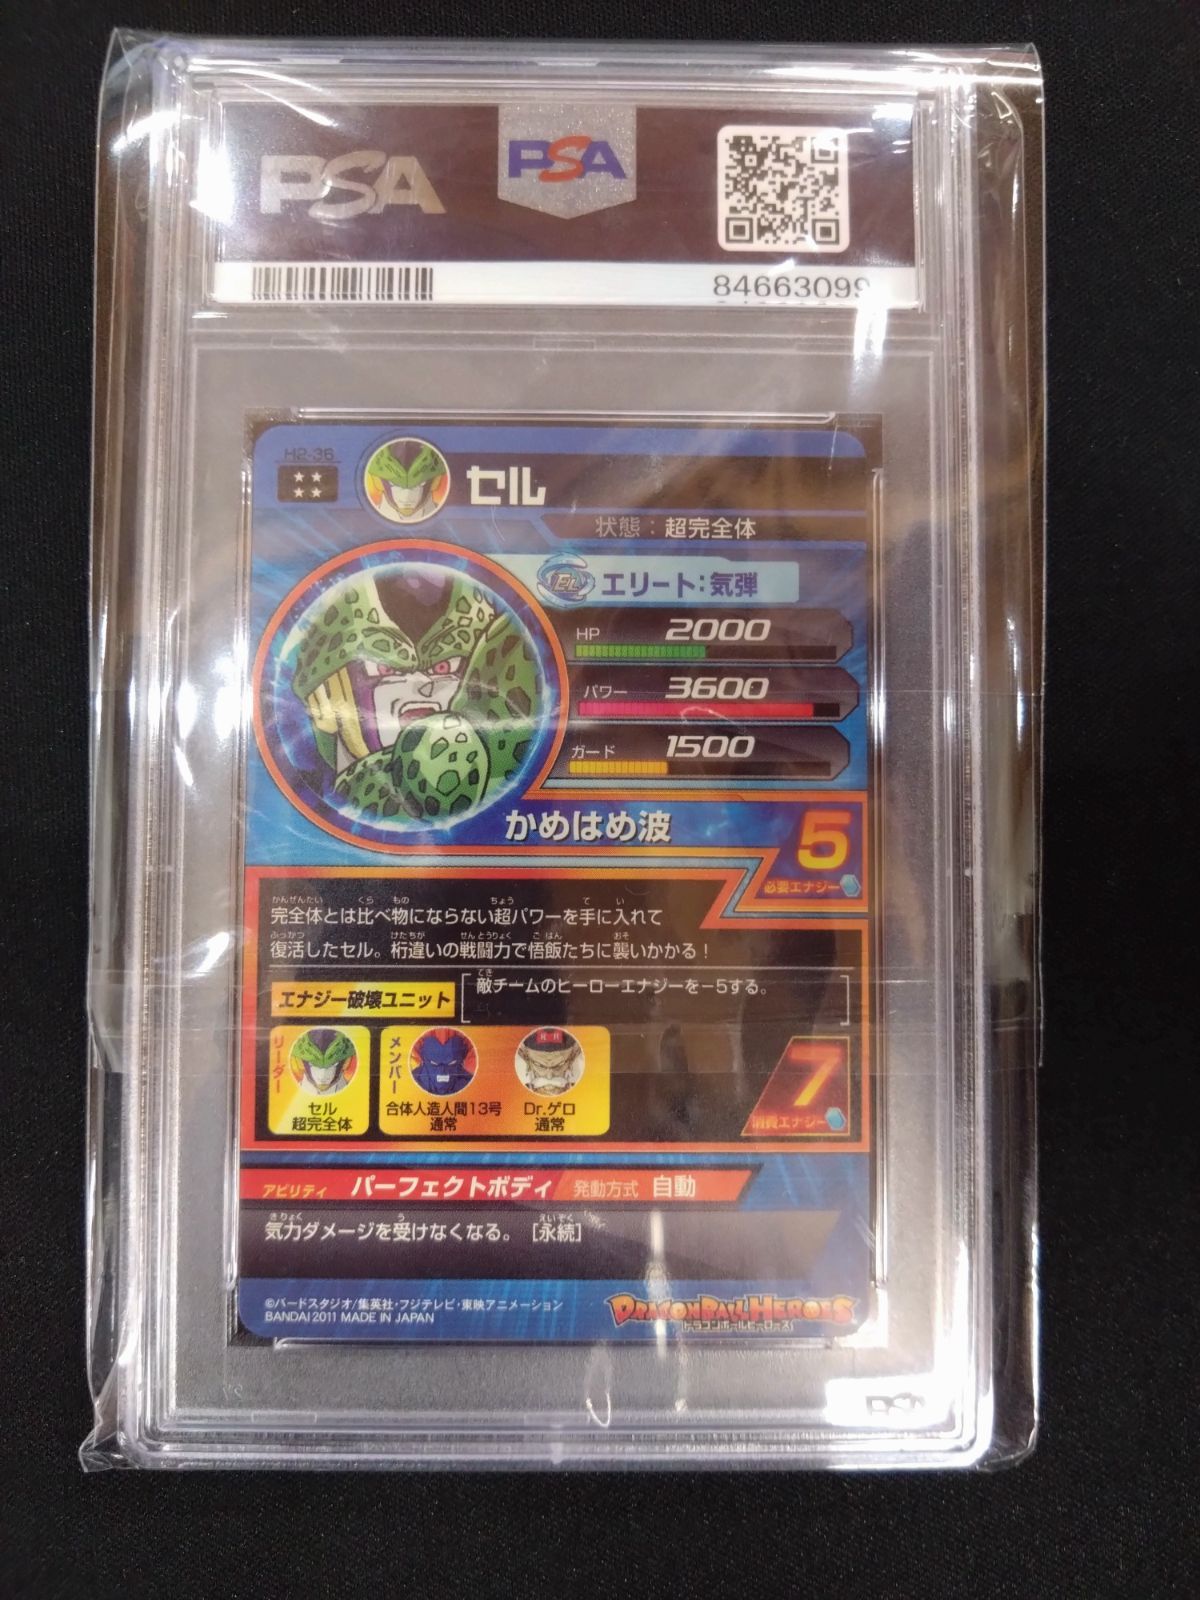 PSA
PSA
84663099
H2-36
セル
状態：超完全体
EL
エリート：気弾
HP 2000
パワー 3600
ガード 1500
かめはめ波
5
必要エナジー
完全体とは比べ物にならない超パワーを手に入れて
復活したセル。桁違いの戦闘力で悟飯たちに襲いかかる！
エナジー破壊ユニット
敵チームのヒーローエナジーを-5する。
リーダー
セル
超完全体
メンバー
合体人造人間13号
通常
Dr.ゲロ
通常
7
消費エナジー
アビリティ パーフェクトボディ 発動方式 自動
気力ダメージを受けなくなる。［永続］
©バードスタジオ/集英社・フジテレビ・東映アニメーション
BANDAI 2011 MADE IN JAPAN
DRAGONBALL HEROES
ドラゴンボールヒーローズ
PSA